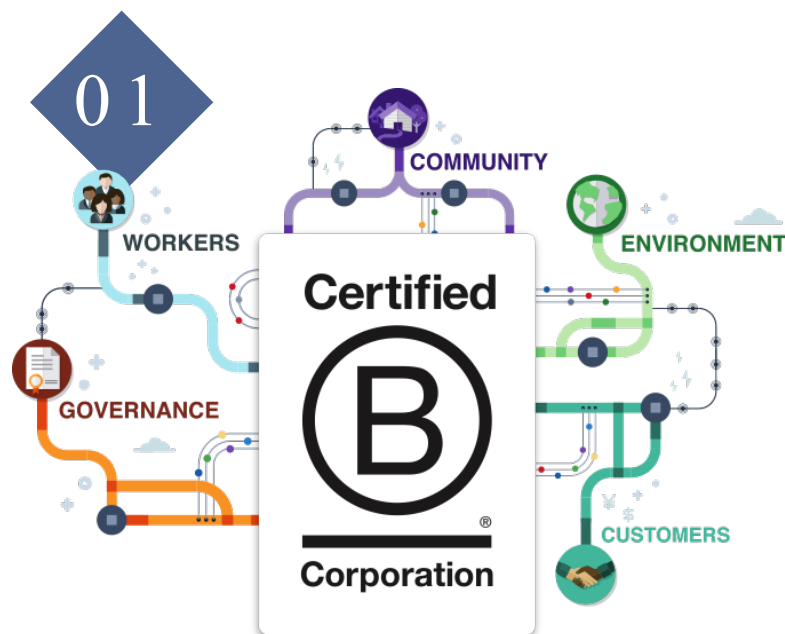 01
COMMUNITY
WORKERS
ENVIRONMENT
GOVERNANCE
Certified
B
®
Corporation
CUSTOMERS
¥
$